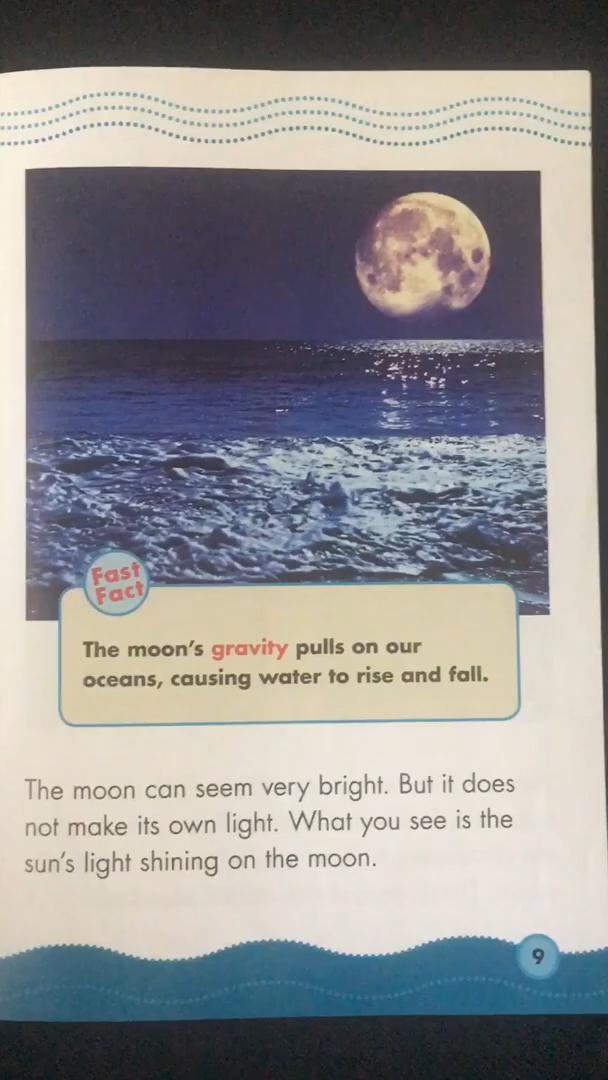 Fast
Fact
The moon's gravity pulls on our
oceans, causing water to rise and fall.
The moon can seem very bright. But it does
not make its own light. What you see is the
sun's light shining on the moon.
9